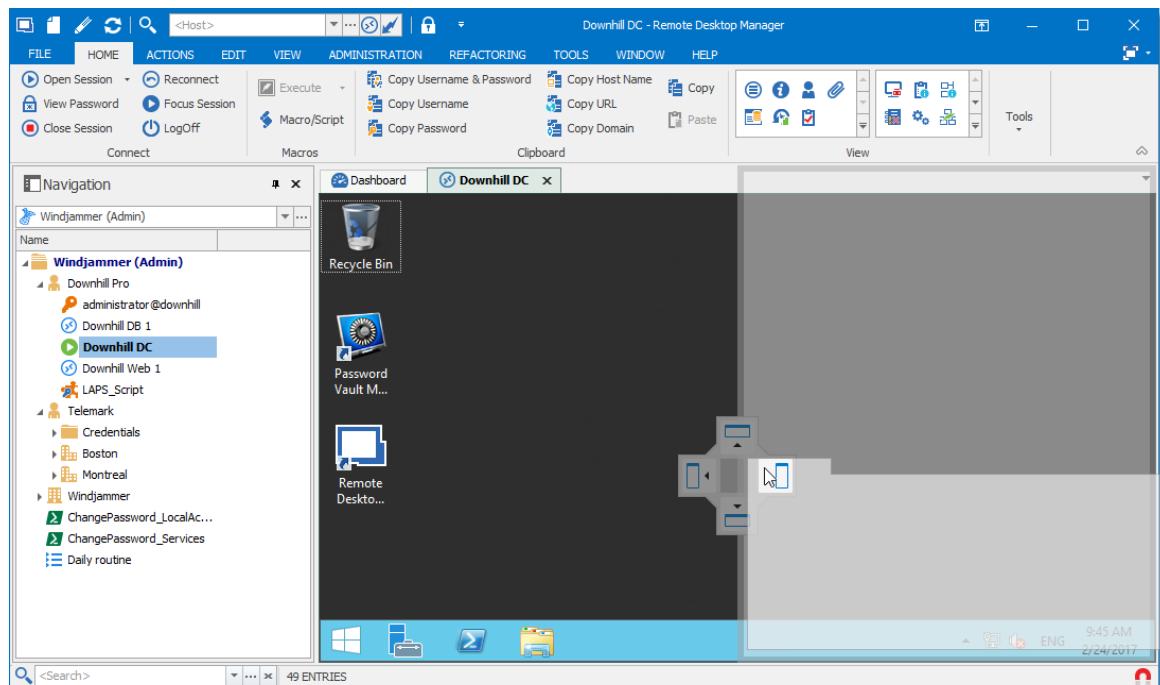 <Host>
Downhill DC - Remote Desktop Manager
FILE HOME ACTIONS EDIT VIEW ADMINISTRATION REFACTORING TOOLS WINDOW HELP
Open Session Reconnect Execute Copy Username & Password Copy Host Name Copy
View Password Focus Session Copy Username Copy URL
Macro/Script Paste Tools
Close Session LogOff Copy Password Copy Domain
Connect Macros Clipboard View
Navigation Dashboard Downhill DC
Windjammer (Admin)
Name
Windjammer (Admin)
Downhill Pro
administrator@downhill
Downhill DB 1
Downhill DC
Downhill Web 1
LAPS_Script
Telemark
Credentials
Boston
Montreal
Windjammer
ChangePassword_LocalAc...
ChangePassword_Services
Daily routine
Recycle Bin
Password
Vault M...
Remote
Deskto...
ENG 9:45 AM
2/24/2017
<Search> 49 ENTRIES